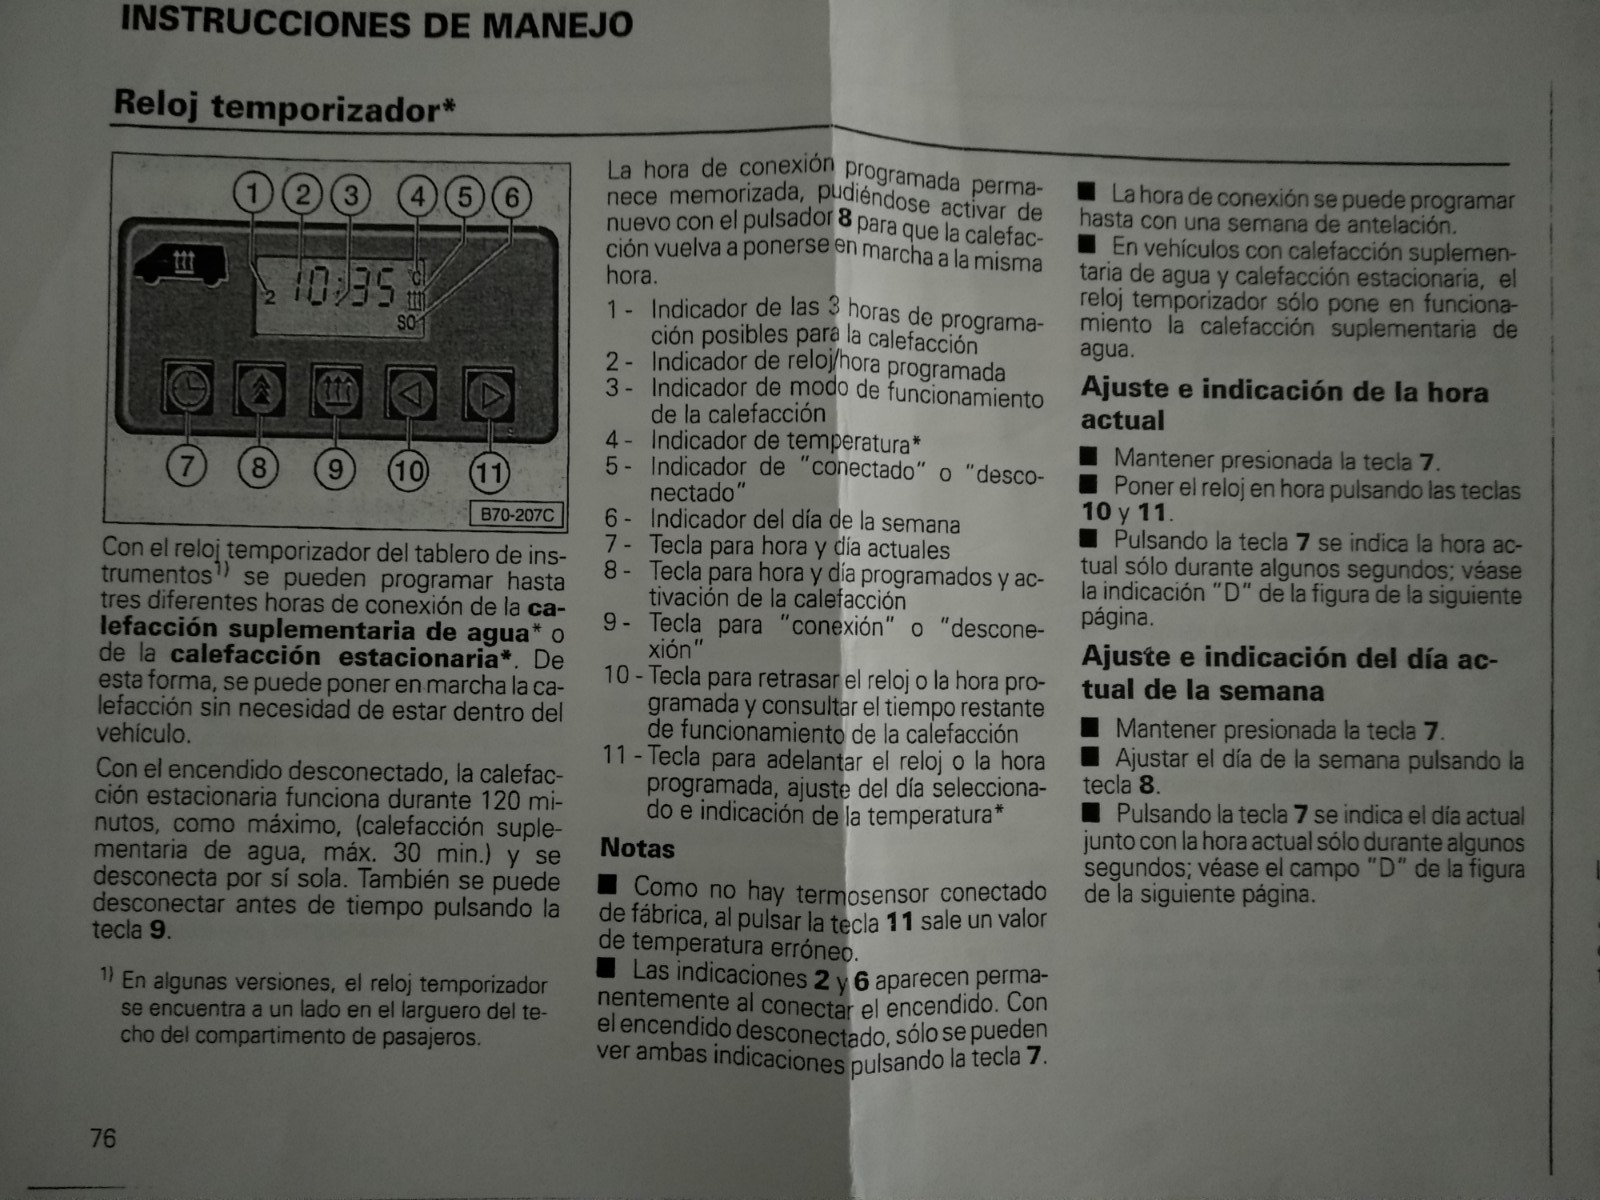 INSTRUCCIONES DE MANEJO
Reloj temporizador*
1 2 3 4 5 6
2 10:35 °C
SO
7 8 9 10 11
B70-207C
Con el reloj temporizador del tablero de ins-
trumentos1) se pueden programar hasta
tres diferentes horas de conexión de la ca-
lefacción suplementaria de agua* o
de la calefacción estacionaria*. De
esta forma, se puede poner en marcha la ca-
lefacción sin necesidad de estar dentro del
vehículo.
Con el encendido desconectado, la calefac-
ción estacionaria funciona durante 120 mi-
nutos, como máximo, (calefacción suple-
mentaria de agua, máx. 30 min.) y se
desconecta por sí sola. También se puede
desconectar antes de tiempo pulsando la
tecla 9.
1) En algunas versiones, el reloj temporizador
se encuentra a un lado en el larguero del te-
cho del compartimento de pasajeros.
76
La hora de conexión programada perma-
nece memorizada, pudiéndose activar de
nuevo con el pulsador 8 para que la calefac-
ción vuelva a ponerse en marcha a la misma
hora.
1 - Indicador de las 3 horas de programa-
ción posibles para la calefacción
2 - Indicador de reloj/hora programada
3 - Indicador de modo de funcionamiento
de la calefacción
4 - Indicador de temperatura*
5 - Indicador de "conectado" o "desco-
nectado"
6 - Indicador del día de la semana
7 - Tecla para hora y día actuales
8 - Tecla para hora y día programados y ac-
tivación de la calefacción
9 - Tecla para "conexión" o "descone-
xión"
10 - Tecla para retrasar el reloj o la hora pro-
gramada y consultar el tiempo restante
de funcionamiento de la calefacción
11 - Tecla para adelantar el reloj o la hora
programada, ajuste del día selecciona-
do e indicación de la temperatura*
Notas
■ Como no hay termosensor conectado
de fábrica, al pulsar la tecla 11 sale un valor
de temperatura erróneo.
■ Las indicaciones 2 y 6 aparecen perma-
nentemente al conectar el encendido. Con
el encendido desconectado, sólo se pueden
ver ambas indicaciones pulsando la tecla 7.
■ La hora de conexión se puede programar
hasta con una semana de antelación.
■ En vehículos con calefacción suplemen-
taria de agua y calefacción estacionaria, el
reloj temporizador sólo pone en funciona-
miento la calefacción suplementaria de
agua.
Ajuste e indicación de la hora
actual
■ Mantener presionada la tecla 7.
■ Poner el reloj en hora pulsando las teclas
10 y 11.
■ Pulsando la tecla 7 se indica la hora ac-
tual sólo durante algunos segundos; véase
la indicación "D" de la figura de la siguiente
página.
Ajuste e indicación del día ac-
tual de la semana
■ Mantener presionada la tecla 7.
■ Ajustar el día de la semana pulsando la
tecla 8.
■ Pulsando la tecla 7 se indica el día actual
junto con la hora actual sólo durante algunos
segundos; véase el campo "D" de la figura
de la siguiente página.